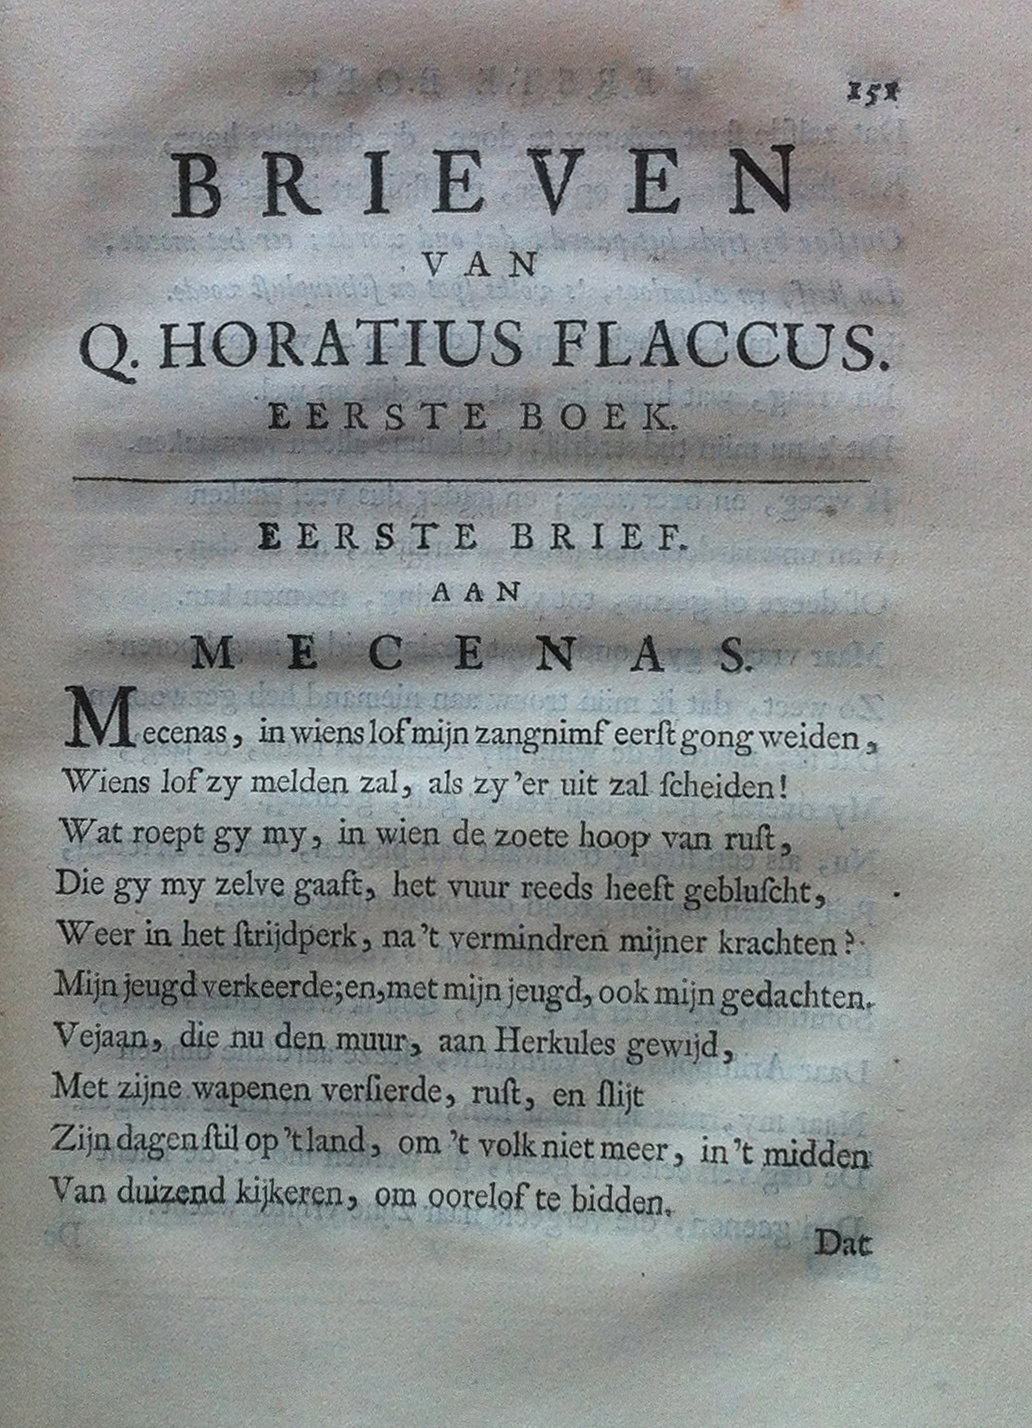 151
BRIEVEN
VAN
Q. HORATIUS FLACCUS.
EERSTE BOEK.
EERSTE BRIEF.
AAN
MECENAS.
Mecenas, in wiens lof mijn zangnimf eerſt gong weiden,
Wiens lof zy melden zal, als zy ’er uit zal ſcheiden!
Wat roept gy my, in wien de zoete hoop van ruſt,
Die gy my zelve gaaft, het vuur reeds heeft gebluſcht,
Weer in het ſtrijdperk, na ’t vermindren mijner krachten?
Mijn jeugd verkeerde; en, met mijn jeugd, ook mijn gedachten.
Vejaan, die nu den muur, aan Herkules gewijd,
Met zijne wapenen verſierde, ruſt, en ſlijt
Zijn dagen ſtil op ’t land, om ’t volk niet meer, in ’t midden
Van duizend kijkeren, om oorelof te bidden.
Dat